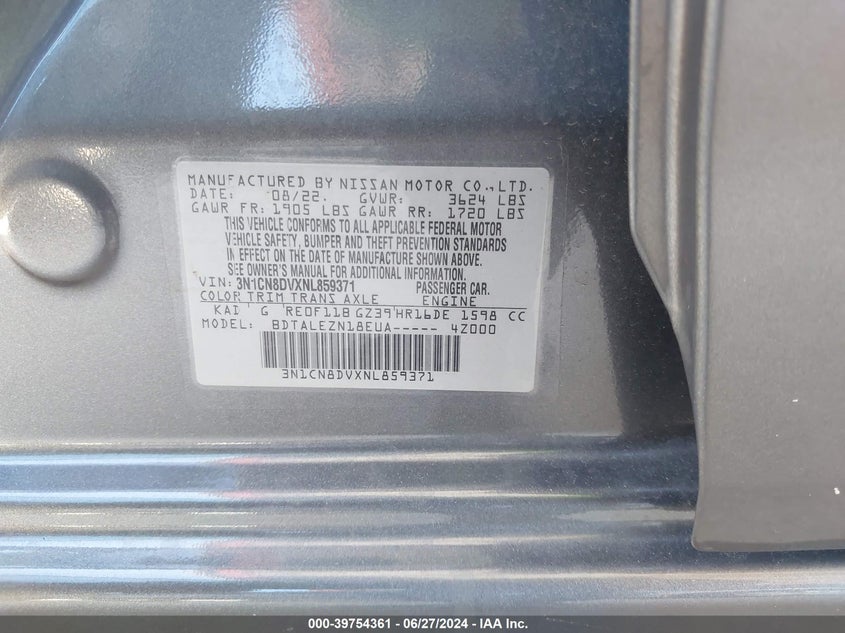 MANUFACTURED BY NISSAN MOTOR CO., LTD.
DATE: 08/22. GVWR: 3624 LBS
GAWR FR: 1905 LBS GAWR RR: 1720 LBS
THIS VEHICLE CONFORMS TO ALL APPLICABLE FEDERAL MOTOR
VEHICLE SAFETY, BUMPER AND THEFT PREVENTION STANDARDS
IN EFFECT ON THE DATE OF MANUFACTURE SHOWN ABOVE.
SEE OWNER'S MANUAL FOR ADDITIONAL INFORMATION.
VIN: 3N1CN8DVXNL859371 PASSENGER CAR.
COLOR TRIM TRANS AXLE ENGINE
KAD G RE0F11B GZ39 HR16DE 1598 CC
MODEL: BDTALEZN18EUA----- 42000
3N1CN8DVXNL859371
000-39754361 - 06/27/2024 - IAA Inc.